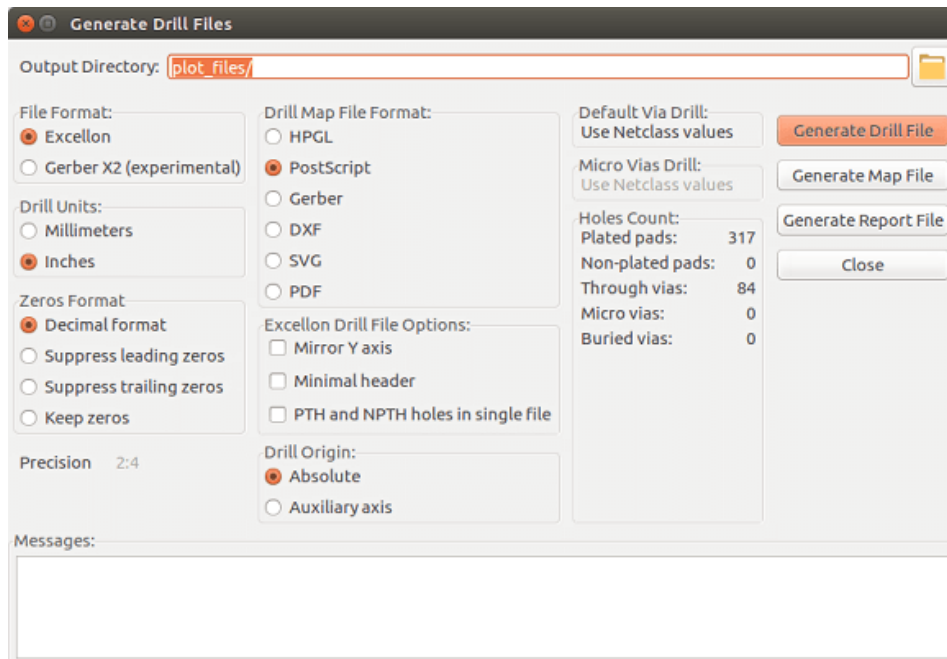 Generate Drill Files
Output Directory: plot_files/
File Format:
Excellon
Gerber X2 (experimental)
Drill Units:
Millimeters
Inches
Zeros Format
Decimal format
Suppress leading zeros
Suppress trailing zeros
Keep zeros
Precision 2:4
Drill Map File Format:
HPGL
PostScript
Gerber
DXF
SVG
PDF
Excellon Drill File Options:
Mirror Y axis
Minimal header
PTH and NPTH holes in single file
Drill Origin:
Absolute
Auxiliary axis
Default Via Drill:
Use Netclass values
Micro Vias Drill:
Use Netclass values
Holes Count:
Plated pads: 317
Non-plated pads: 0
Through vias: 84
Micro vias: 0
Buried vias: 0
Generate Drill File
Generate Map File
Generate Report File
Close
Messages: